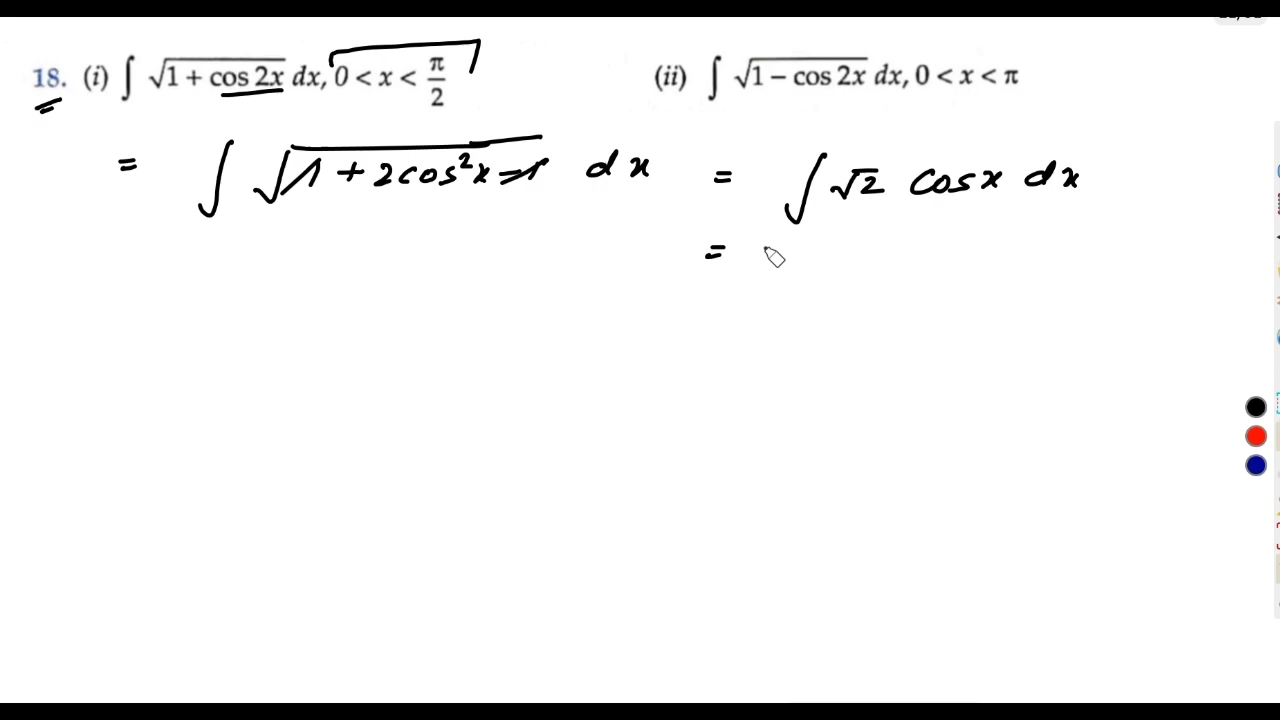 18. (i) ∫ √(1 + cos 2x) dx, 0 < x < π/2 (ii) ∫ √(1 − cos 2x) dx, 0 < x < π
= ∫ √(1 + 2cos²x − 1) dx = ∫ √2 cosx dx
=